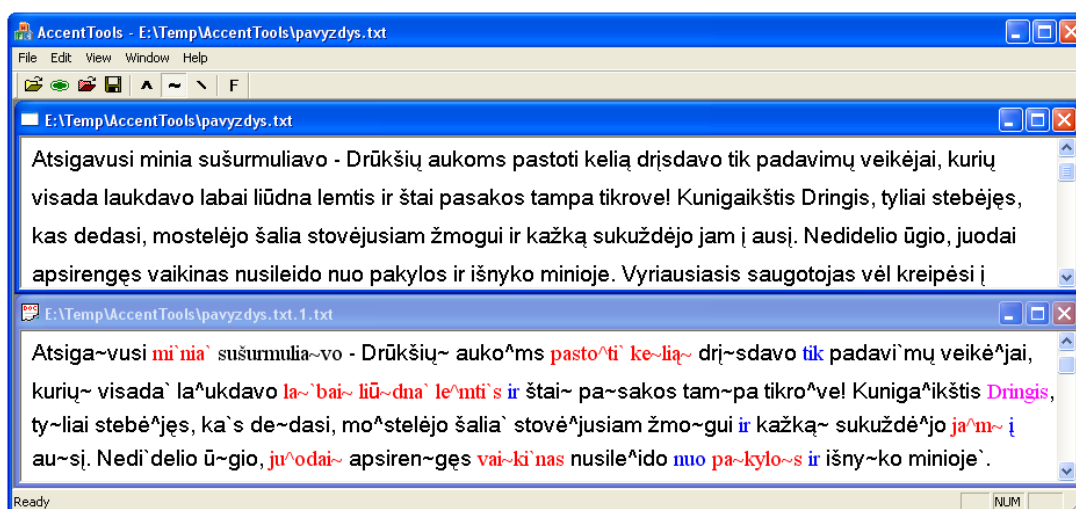 AccentTools - E:\Temp\AccentTools\pavyzdys.txt
File Edit View Window Help
F
E:\Temp\AccentTools\pavyzdys.txt
Atsigavusi minia sušurmuliavo - Drūkšių aukoms pastoti kelią drįsdavo tik padavimų veikėjai, kurių
visada laukdavo labai liūdna lemtis ir štai pasakos tampa tikrove! Kunigaikštis Dringis, tyliai stebėjęs,
kas dedasi, mostelėjo šalia stovėjusiam žmogui ir kažką sukuždėjo jam į ausį. Nedidelio ūgio, juodai
apsirengęs vaikinas nusileido nuo pakylos ir išnyko minioje. Vyriausiasis saugotojas vėl kreipėsi į
E:\Temp\AccentTools\pavyzdys.txt.1.txt
Atsiga~vusi mi`nia` sušurmulia~vo - Drūkšių~ auko^ms pasto^ti` ke~lią~ drį~sdavo tik padavi`mų veikė^jai,
kurių~ visada` la^ukdavo la~`bai~ liū~dna` le^mti`s ir štai~ pa~sakos tam~pa tikro^ve! Kuniga^ikštis Dringis,
ty~liai stebė^jęs, ka`s de~dasi, mo^stelėjo šalia` stovė^jusiam žmo~gui ir kažką~ sukuždė^jo ja^m~ į
au~sį. Nedi`delio ū~gio, ju^odai~ apsiren~gęs vai~ki`nas nusile^ido nuo pa~kylo~s ir išny~ko minioje`.
Ready NUM